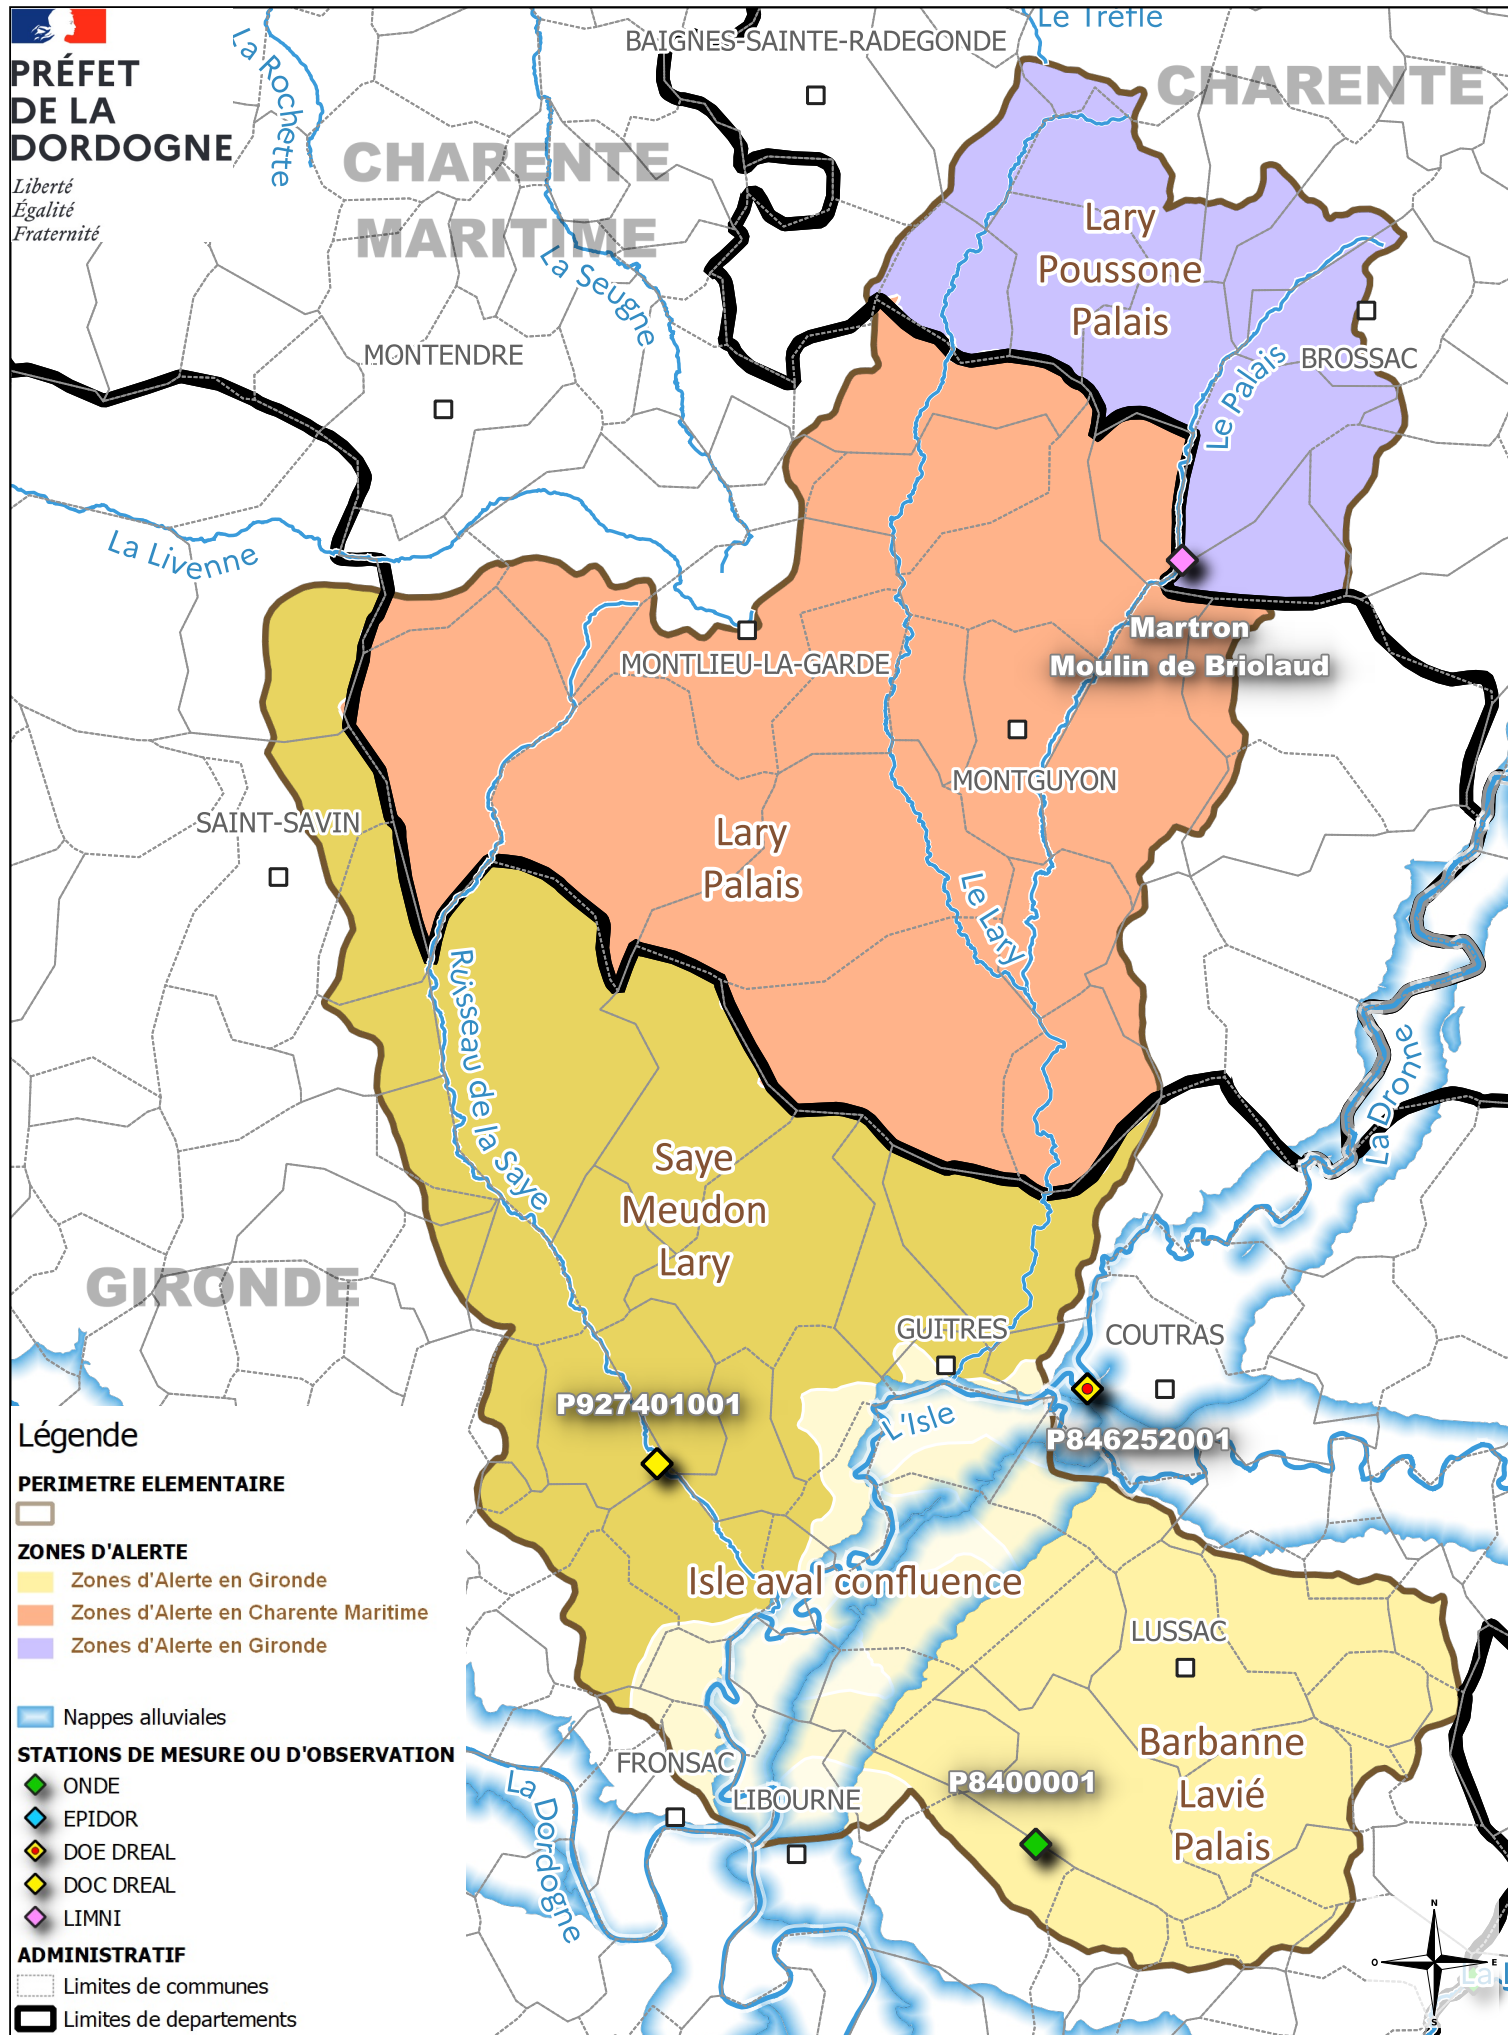 PRÉFET
DE LA
DORDOGNE
Liberté
Égalité
Fraternité
La Rochette
Le Trèfle
BAIGNES-SAINTE-RADEGONDE
CHARENTE
CHARENTE
MARITIME
La Seugne
Lary
Poussone
Palais
MONTENDRE
BROSSAC
Le Palais
La Livenne
Martron
Moulin de Briolaud
MONTLIEU-LA-GARDE
MONTGUYON
SAINT-SAVIN
Lary
Palais
Le Lary
Ruisseau de la Saye
La Dronne
Saye
Meudon
Lary
GIRONDE
GUITRES
COUTRAS
P927401001
L'Isle
P846252001
Isle aval confluence
LUSSAC
Barbanne
Lavié
Palais
FRONSAC
LIBOURNE
P8400001
La Dordogne
Légende
PERIMETRE ELEMENTAIRE
ZONES D'ALERTE
Zones d'Alerte en Gironde
Zones d'Alerte en Charente Maritime
Zones d'Alerte en Gironde
Nappes alluviales
STATIONS DE MESURE OU D'OBSERVATION
ONDE
EPIDOR
DOE DREAL
DOC DREAL
LIMNI
ADMINISTRATIF
Limites de communes
Limites de departements
N
O
E
S
La